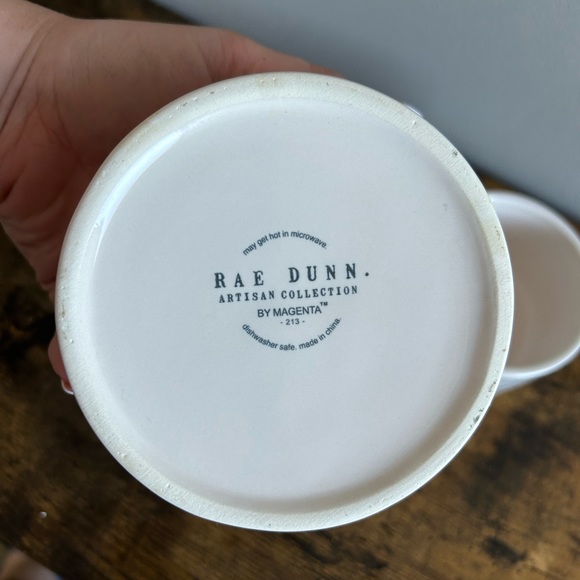 may get hot in microwave.
RAE DUNN.
ARTISAN COLLECTION
BY MAGENTA™
- 213 -
dishwasher safe. made in china.